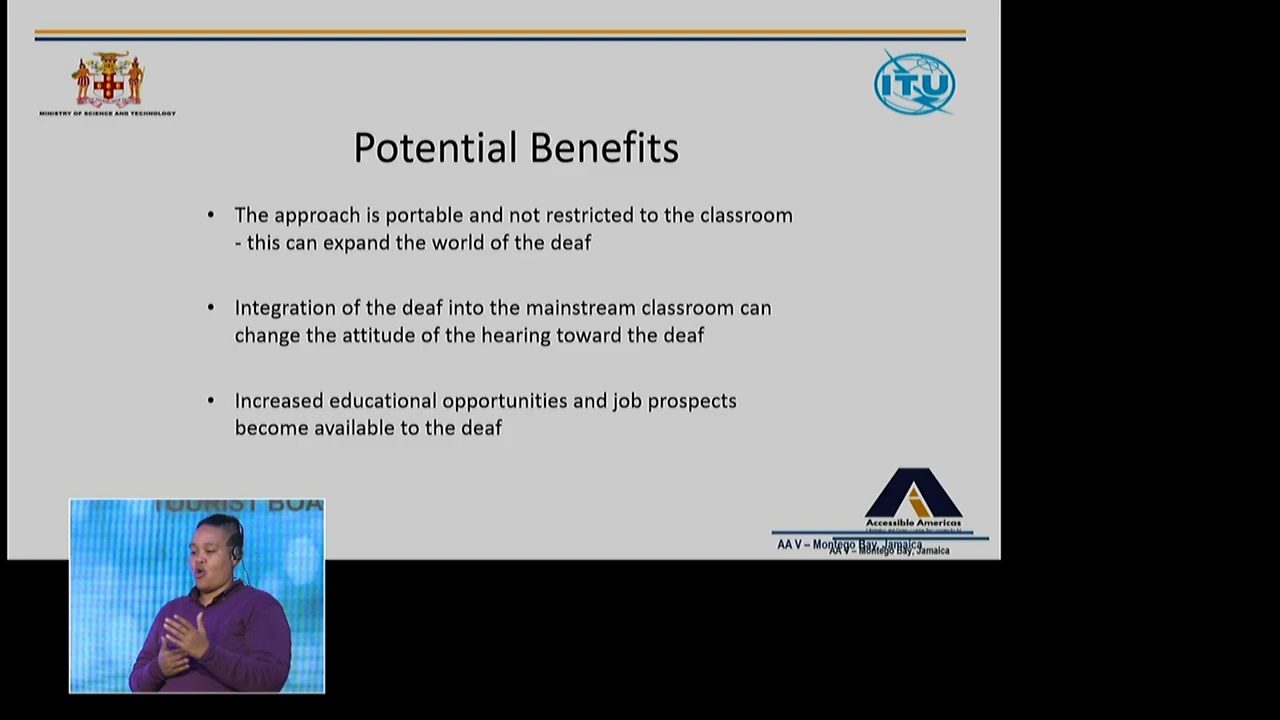 MINISTRY OF SCIENCE AND TECHNOLOGY
ITU
Potential Benefits
• The approach is portable and not restricted to the classroom
- this can expand the world of the deaf
• Integration of the deaf into the mainstream classroom can
change the attitude of the hearing toward the deaf
• Increased educational opportunities and job prospects
become available to the deaf
TOURIST BOA
Accessible Americas
AA V – Montego Bay, Jamaica
AA V – Montego Bay, Jamaica